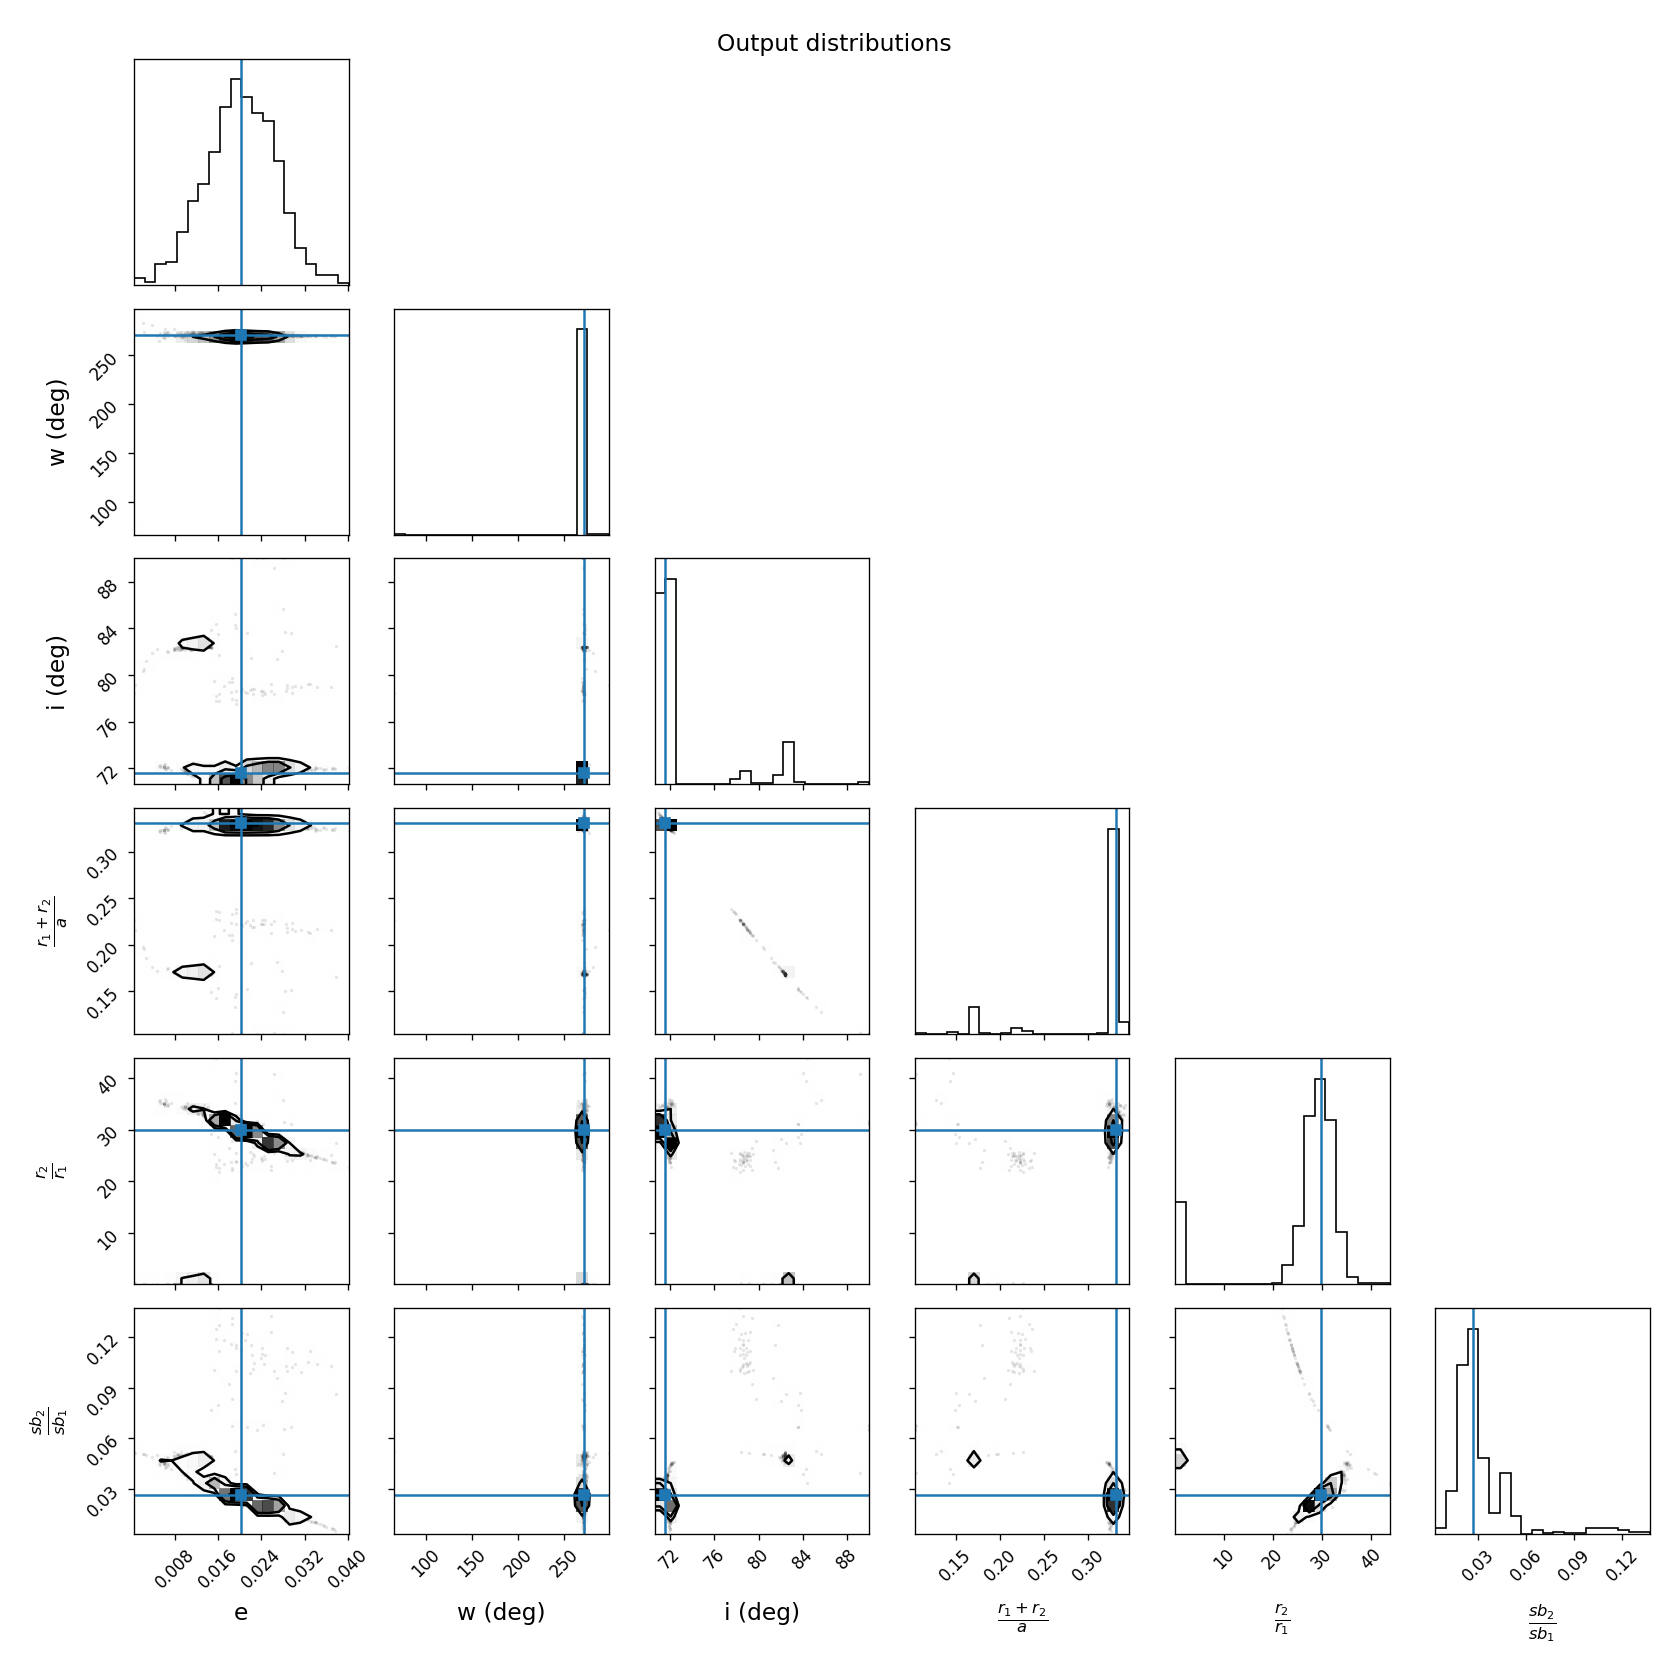 Output distributions
w (deg)
250
200
150
100
i (deg)
88
84
80
76
72
r₁ + r₂
a
0.30
0.25
0.20
0.15
r₂
r₁
40
30
20
10
sb₂
sb₁
0.12
0.09
0.06
0.03
0.008 0.016 0.024 0.032 0.040 100 150 200 250 72 76 80 84 88 0.15 0.20 0.25 0.30 10 20 30 40 0.03 0.06 0.09 0.12
e w (deg) i (deg)
r₁ + r₂ r₂ sb₂
a r₁ sb₁